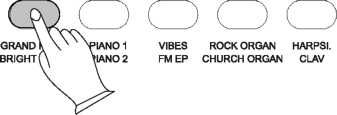 GRAND PIANO 1 VIBES ROCK ORGAN HARPSI.
BRIGHT PIANO 2 FM EP CHURCH ORGAN CLAV